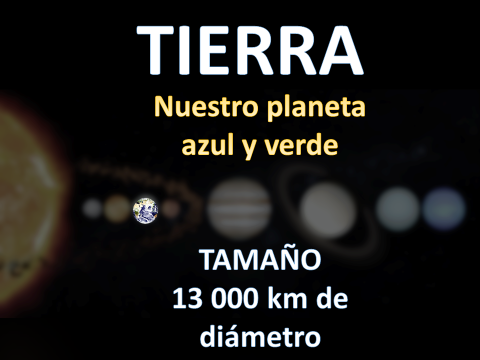 TIERRA
Nuestro planeta
azul y verde
TAMAÑO
13 000 km de
diámetro